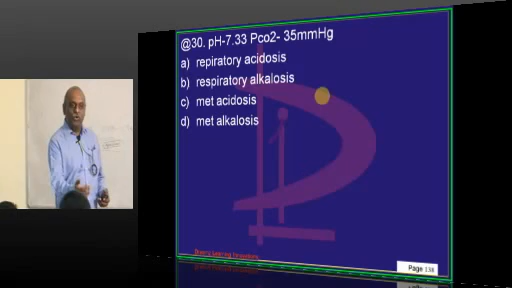 @30. pH-7.33 Pco2- 35mmHg
a) repiratory acidosis
b) respiratory alkalosis
c) met acidosis
d) met alkalosis
Page 138